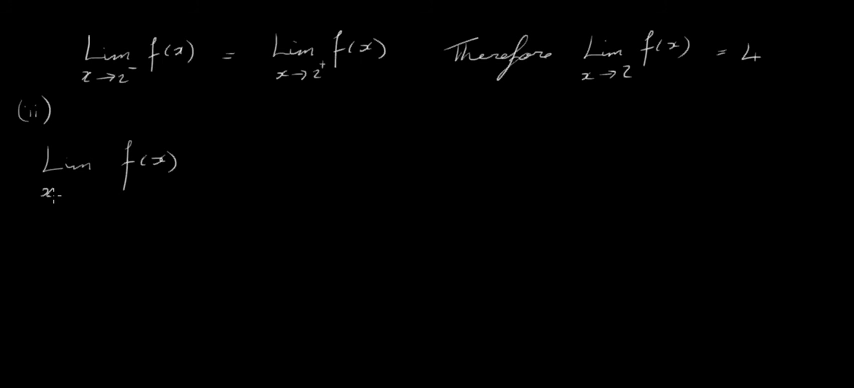 Lim x→2⁻ f(x) = Lim x→2⁺ f(x) Therefore Lim x→2 f(x) = 4
(ii)
Lim x f(x)